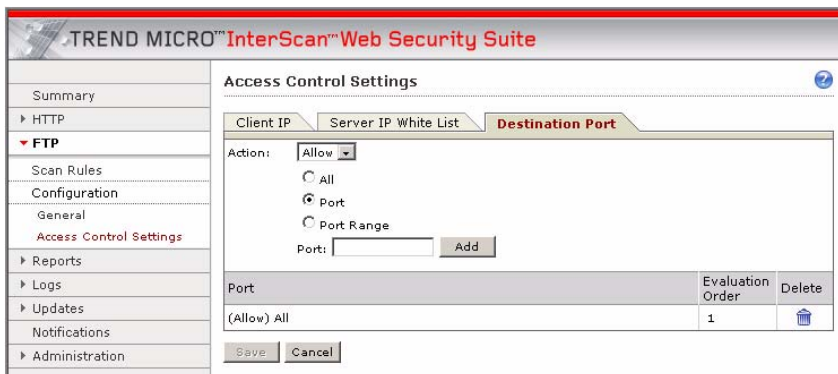 TREND MICRO™ InterScan™ Web Security Suite
Summary
HTTP
FTP
Scan Rules
Configuration
General
Access Control Settings
Reports
Logs
Updates
Notifications
Administration
Access Control Settings
?
Client IP
Server IP White List
Destination Port
Action: Allow
All
Port
Port Range
Port: Add
Port Evaluation Order Delete
(Allow) All 1
Save Cancel